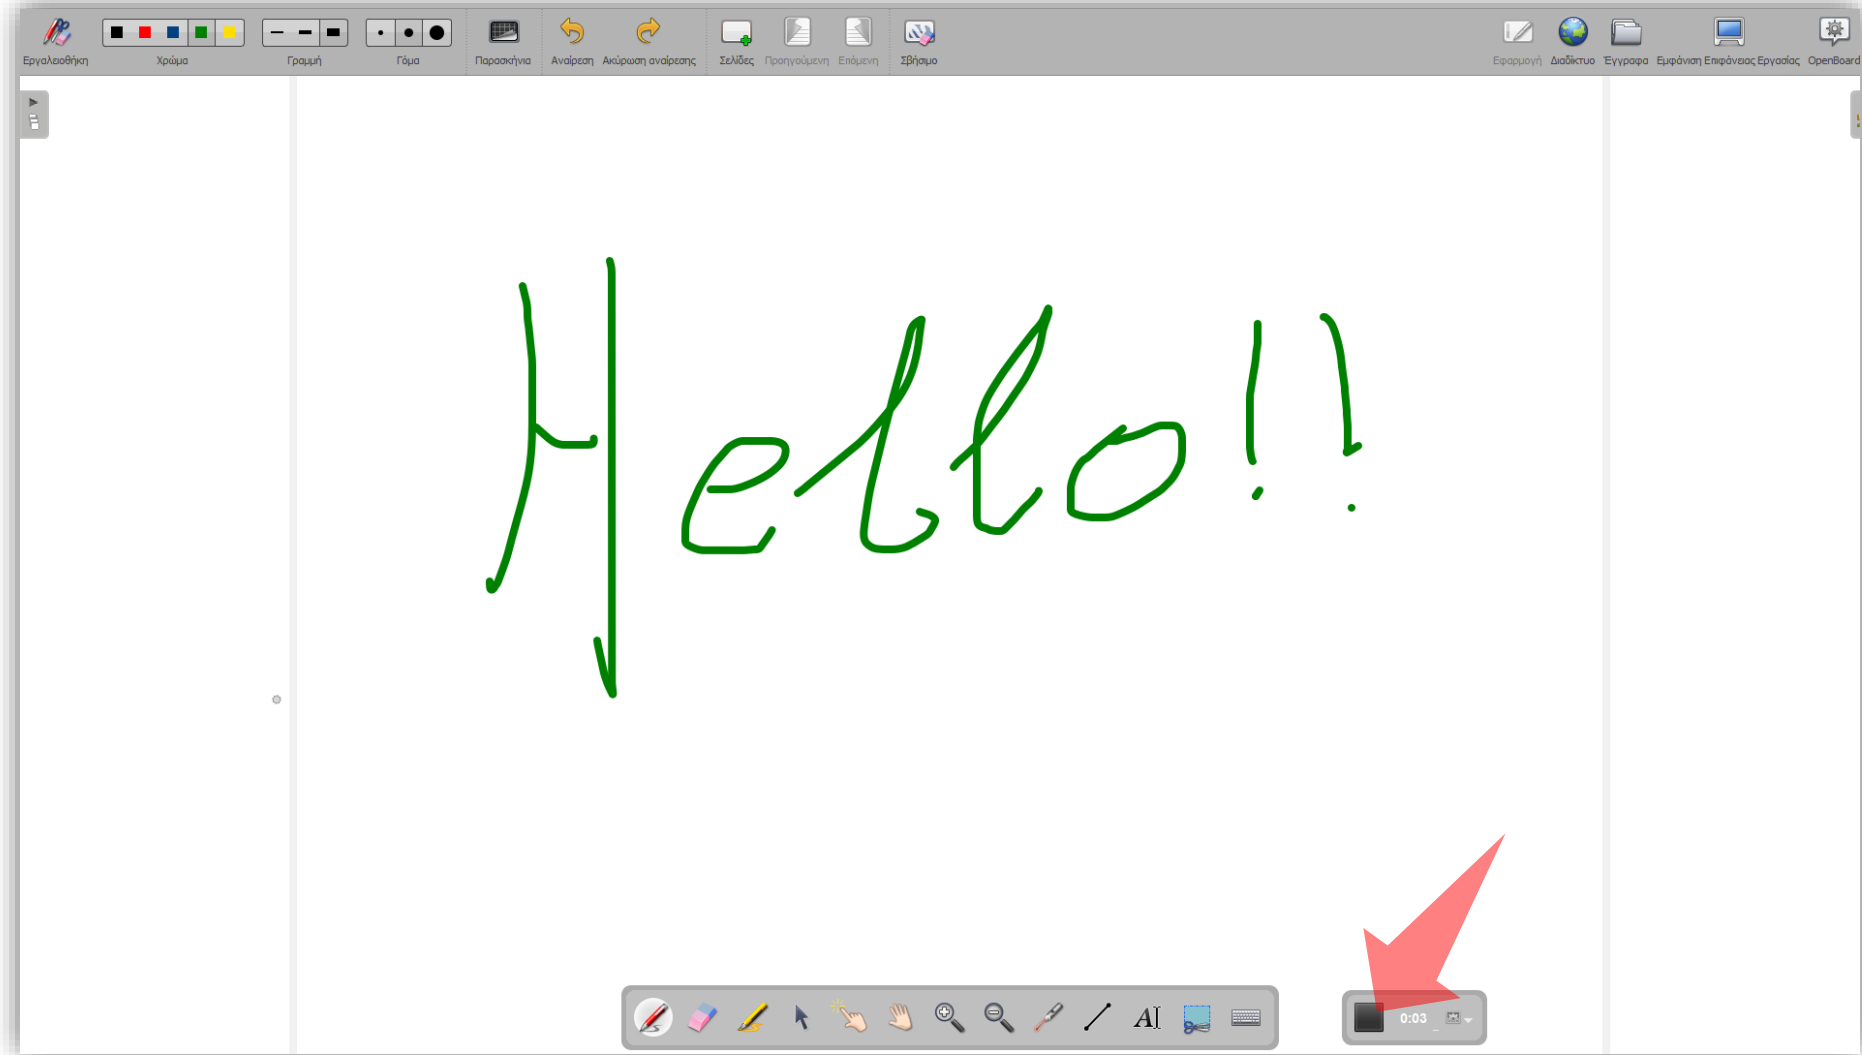 Εργαλειοθήκη Χρώμα Γραμμή Γόμα Παρασκήνια Αναίρεση Ακύρωση αναίρεσης Σελίδες Προηγούμενη Επόμενη Σβήσιμο Εφαρμογή Διαδίκτυο Έγγραφα Εμφάνιση Επιφάνειας Εργασίας OpenBoard
Hello!!
AI 0:03